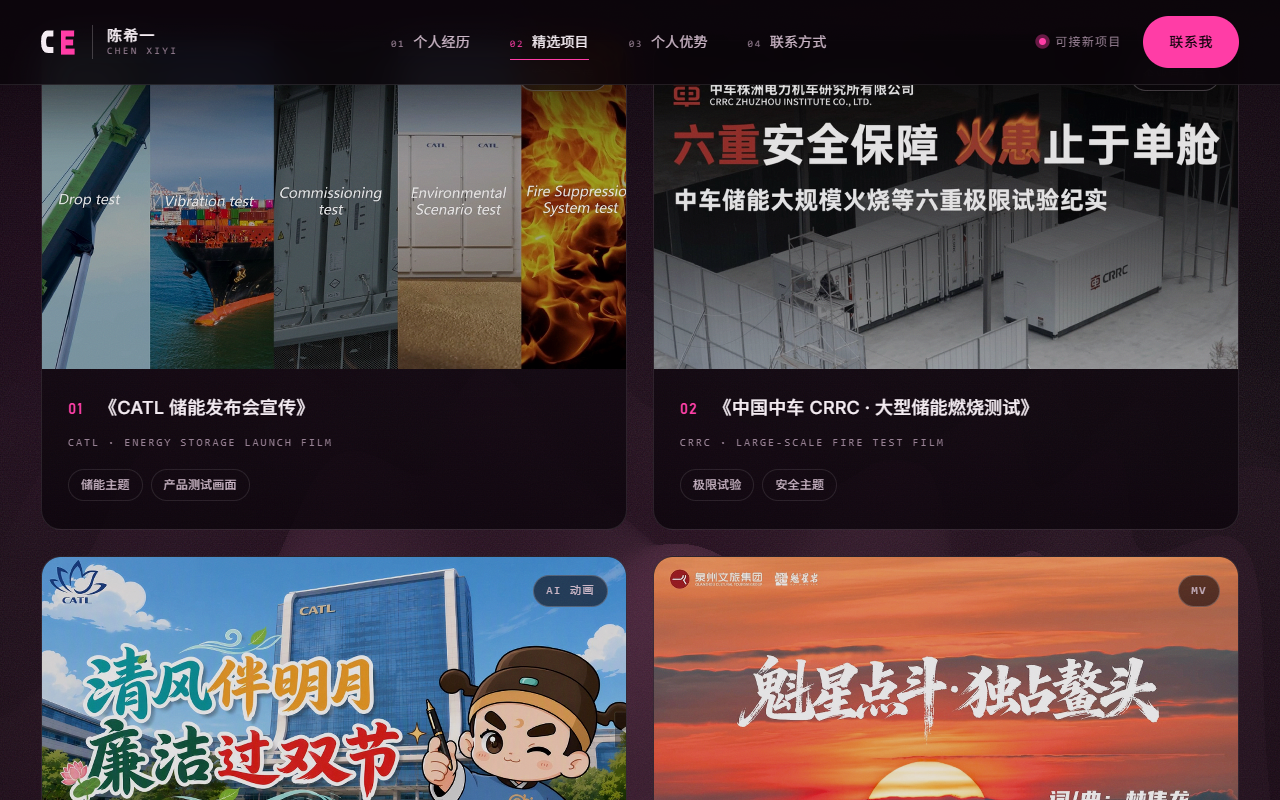 CE
陈希一
CHEN XIYI
01 个人经历
02 精选项目
03 个人优势
04 联系方式
可接新项目
联系我
Drop test
Vibration test
Commissioning
test
Environmental
Scenario test
Fire Suppressio
System test
CATL CATL
中车株洲电力机车研究所有限公司
CRRC ZHUZHOU INSTITUTE CO., LTD.
六重安全保障 火患止于单舱
中车储能大规模火烧等六重极限试验纪实
CRRC
01 《CATL 储能发布会宣传》
CATL · ENERGY STORAGE LAUNCH FILM
储能主题
产品测试画面
02 《中国中车 CRRC · 大型储能燃烧测试》
CRRC · LARGE-SCALE FIRE TEST FILM
极限试验
安全主题
CATL
CATL
AI 动画
清风伴明月
廉洁过双节
泉州文旅集团
魁星岩
MV
魁星点斗·独占鳌头
词/曲：林伟龙